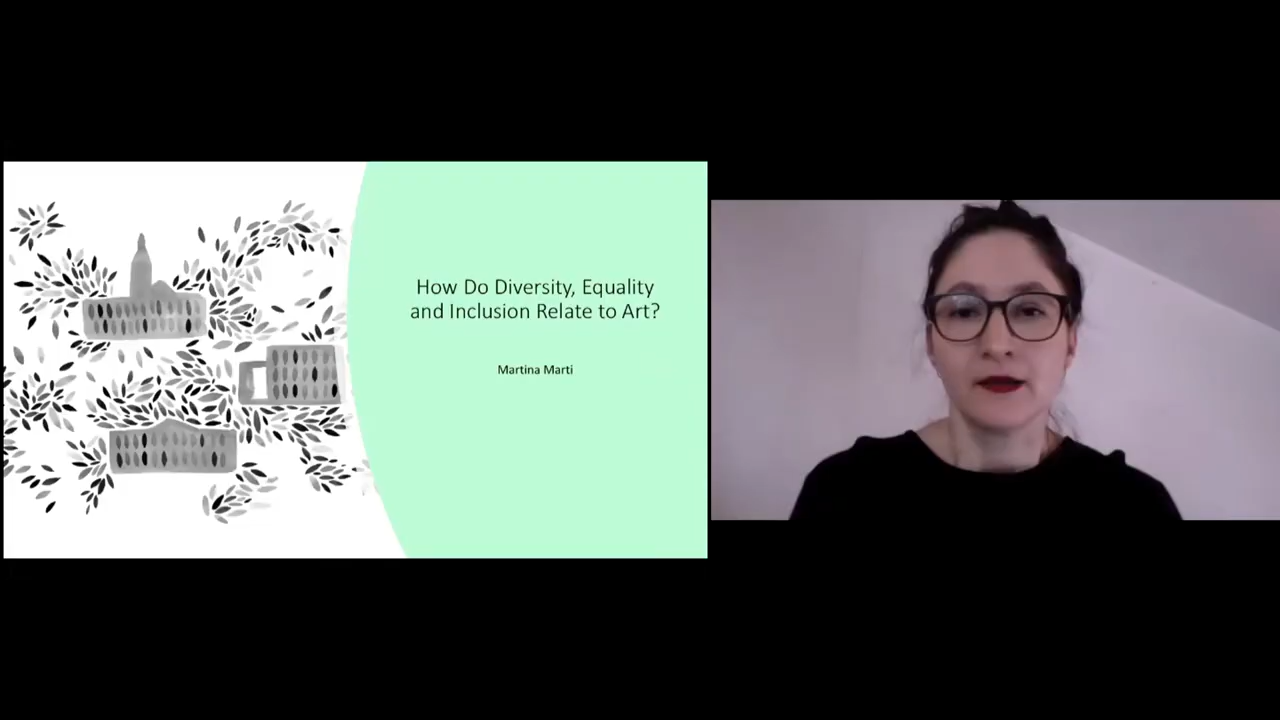 How Do Diversity, Equality
and Inclusion Relate to Art?
Martina Marti